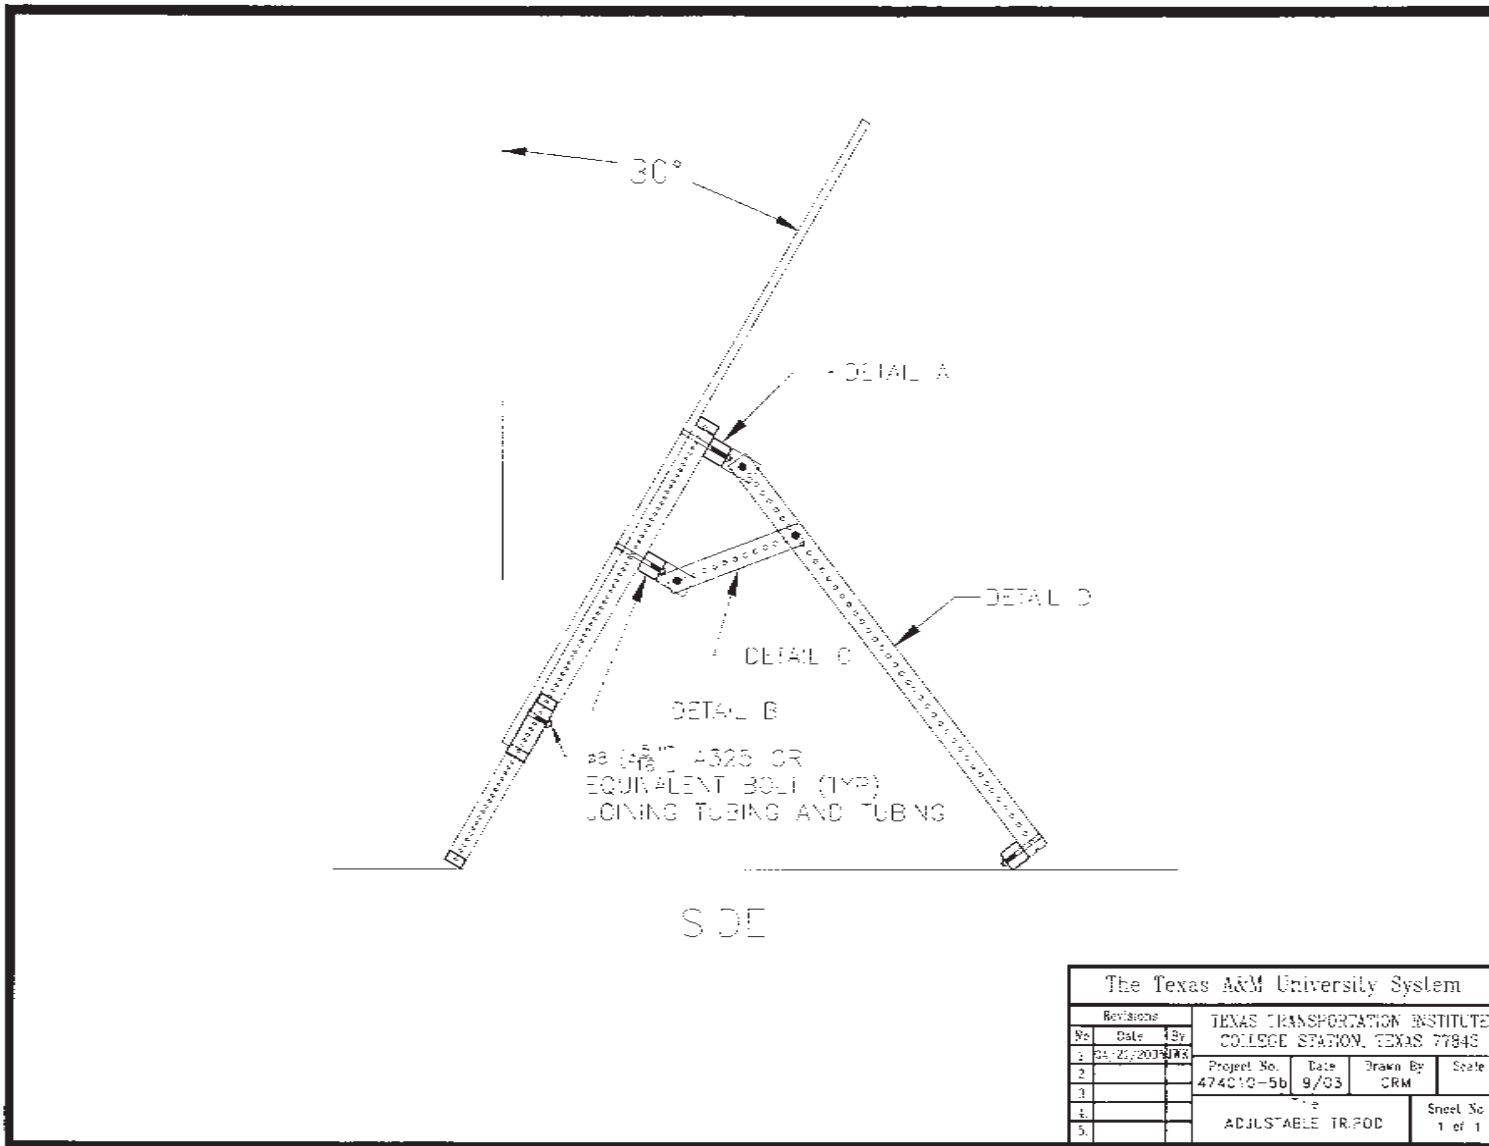 30°
DETAIL A
DETAIL D
DETAIL C
DETAIL B
A325 OR
EQUIVALENT BOLT (TYP)
JOINING TUBING AND TUBING
SIDE
The Texas A&M University System
Revisions
No Date By
1
2
3
4.
5.
TEXAS TRANSPORTATION INSTITUTE
COLLEGE STATION, TEXAS 77843
Project No. Date Drawn By Scale
474010-5b 9/03 CRM
ADJUSTABLE TRIPOD
Sheet No
1 of 1